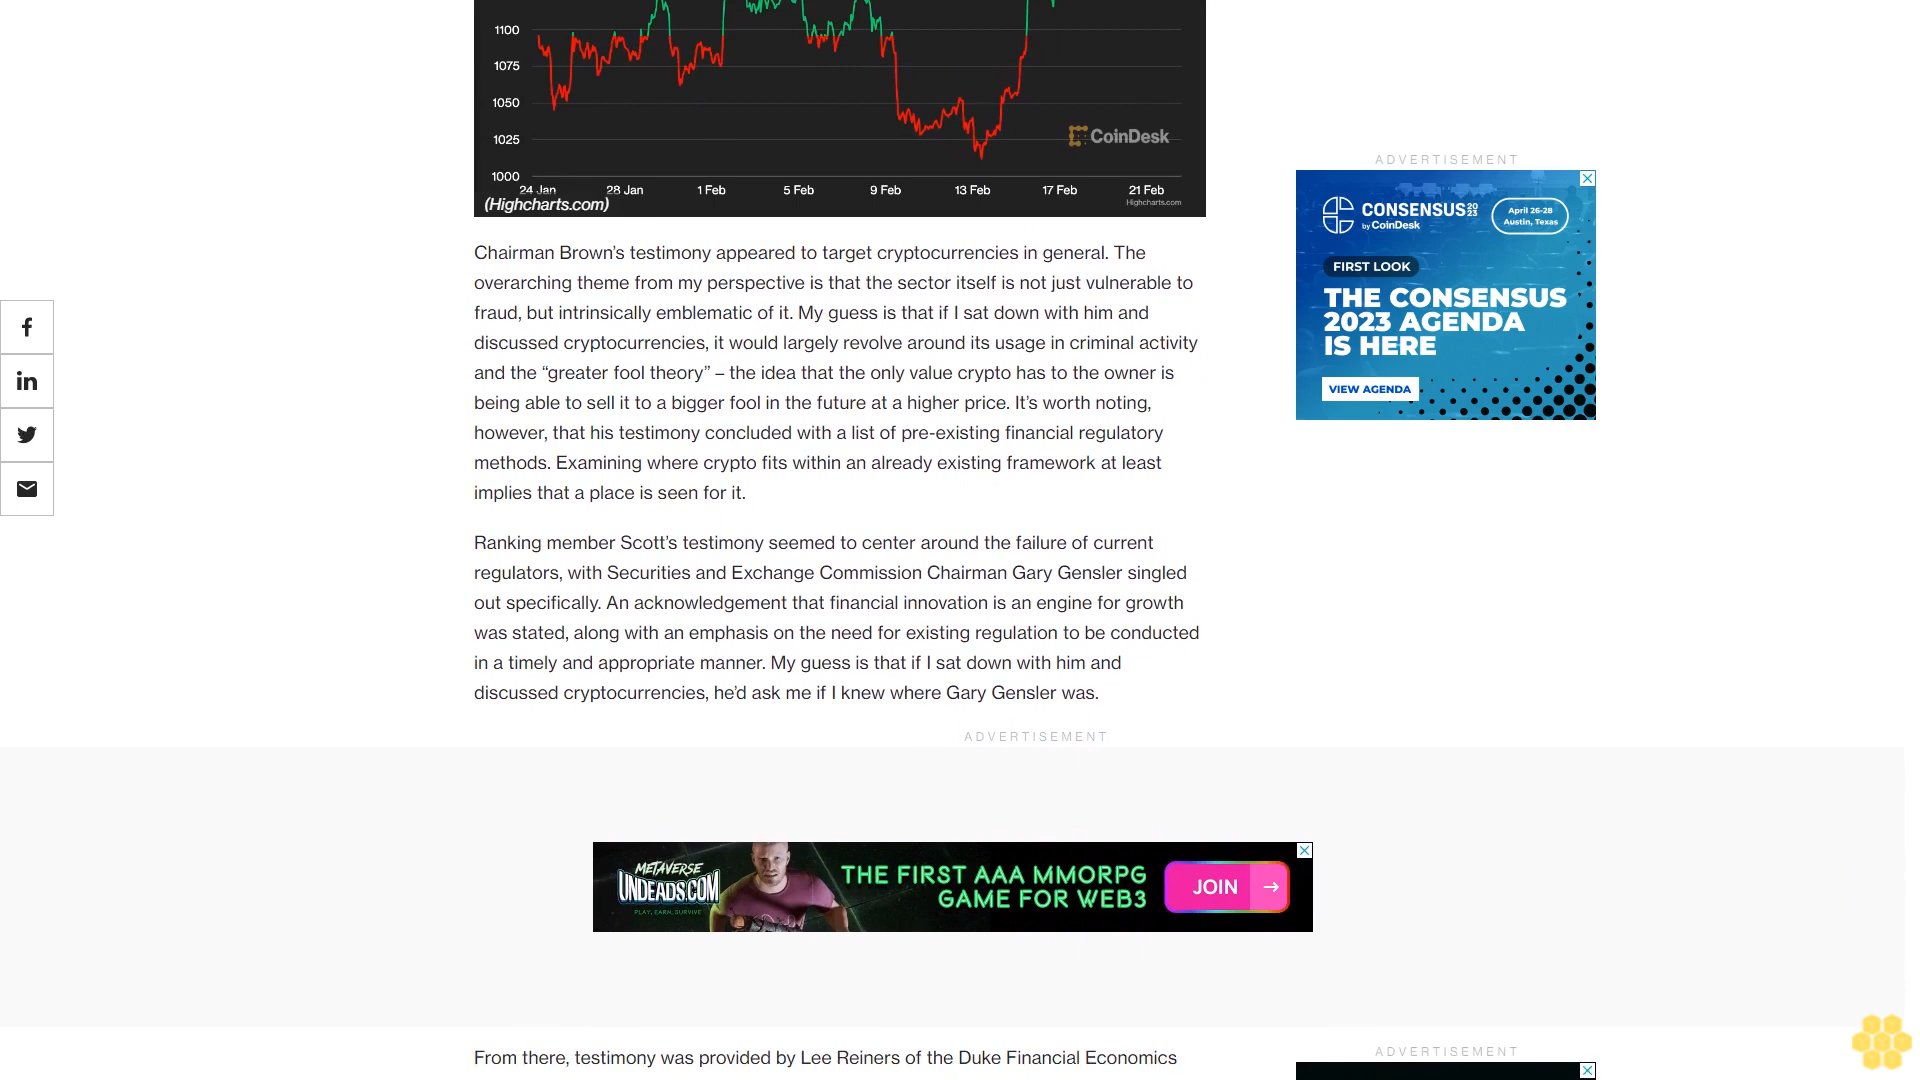 1100
1075
1050
1025
1000
CoinDesk
24 Jan 28 Jan 1 Feb 5 Feb 9 Feb 13 Feb 17 Feb 21 Feb
(Highcharts.com)
Highcharts.com
Chairman Brown’s testimony appeared to target cryptocurrencies in general. The
overarching theme from my perspective is that the sector itself is not just vulnerable to
fraud, but intrinsically emblematic of it. My guess is that if I sat down with him and
discussed cryptocurrencies, it would largely revolve around its usage in criminal activity
and the “greater fool theory” – the idea that the only value crypto has to the owner is
being able to sell it to a bigger fool in the future at a higher price. It’s worth noting,
however, that his testimony concluded with a list of pre-existing financial regulatory
methods. Examining where crypto fits within an already existing framework at least
implies that a place is seen for it.
Ranking member Scott’s testimony seemed to center around the failure of current
regulators, with Securities and Exchange Commission Chairman Gary Gensler singled
out specifically. An acknowledgement that financial innovation is an engine for growth
was stated, along with an emphasis on the need for existing regulation to be conducted
in a timely and appropriate manner. My guess is that if I sat down with him and
discussed cryptocurrencies, he’d ask me if I knew where Gary Gensler was.
ADVERTISEMENT
CONSENSUS 2023
by CoinDesk
April 26-28
Austin, Texas
FIRST LOOK
THE CONSENSUS
2023 AGENDA
IS HERE
VIEW AGENDA
ADVERTISEMENT
METAVERSE
UNDEADS.COM
PLAY, EARN, SURVIVE
THE FIRST AAA MMORPG
GAME FOR WEB3
JOIN →
From there, testimony was provided by Lee Reiners of the Duke Financial Economics
ADVERTISEMENT